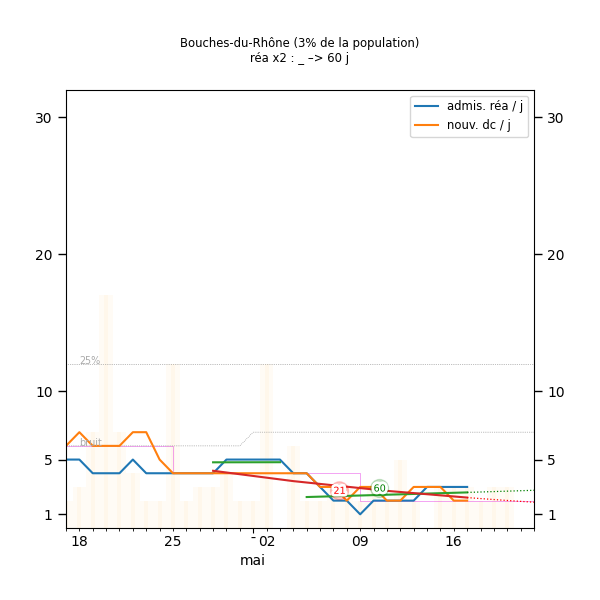 Bouches-du-Rhône (3% de la population)
réa x2 : _ –> 60 j
admis. réa / j
nouv. dc / j
30 30
20 20
25%
10 10
bruit
5 5
21 60
1 1
18 25 - 02 09 16
mai